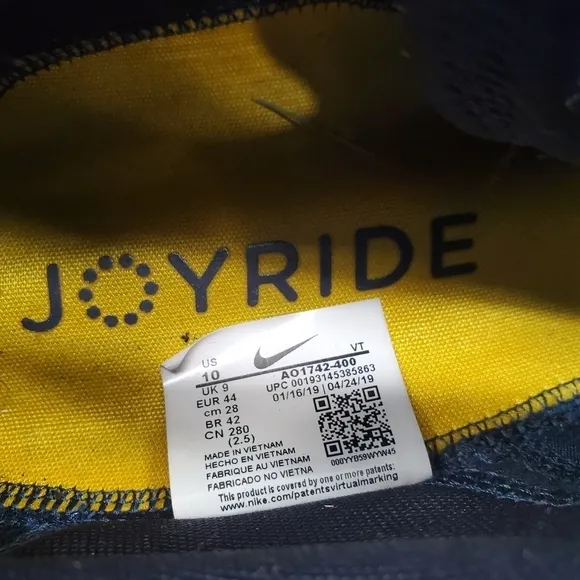 JOYRIDE
US 10
UK 9
EUR 44
cm 28
BR 42
CN 280
(2.5)
VT
AO1742-400
UPC 00193145385863
01/16/19 | 04/24/19
000YYB59WYW45
MADE IN VIETNAM
HECHO EN VIETNAM
FABRIQUE AU VIETNAM
FABRICADO NO VIETNA
This product is covered by one or more patents:
www.nike.com/patentsvirtualmarking